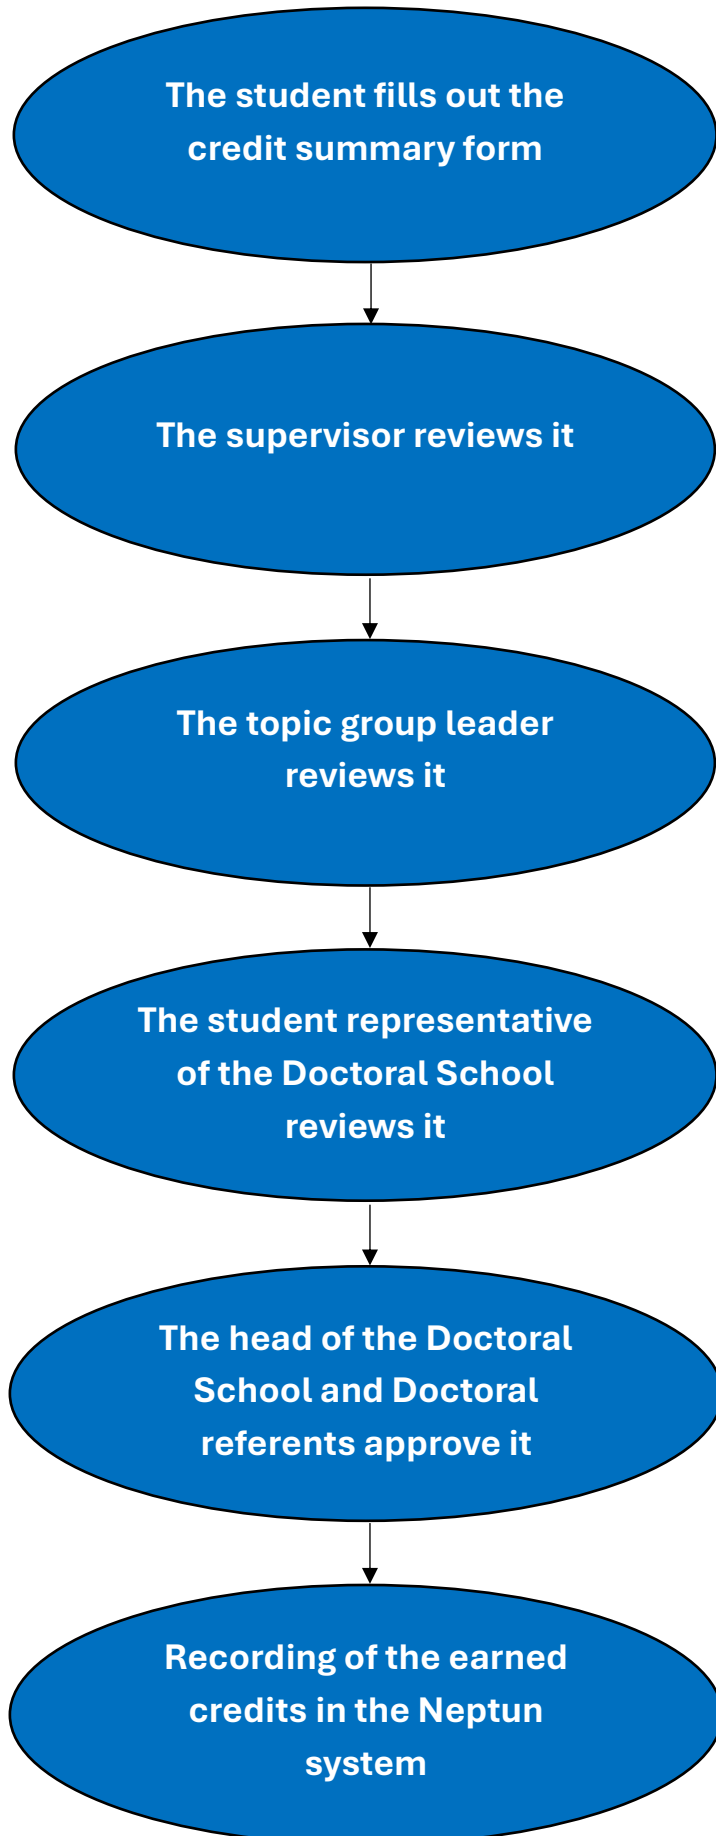 The student fills out the
credit summary form
The supervisor reviews it
The topic group leader
reviews it
The student representative
of the Doctoral School
reviews it
The head of the Doctoral
School and Doctoral
referents approve it
Recording of the earned
credits in the Neptun
system